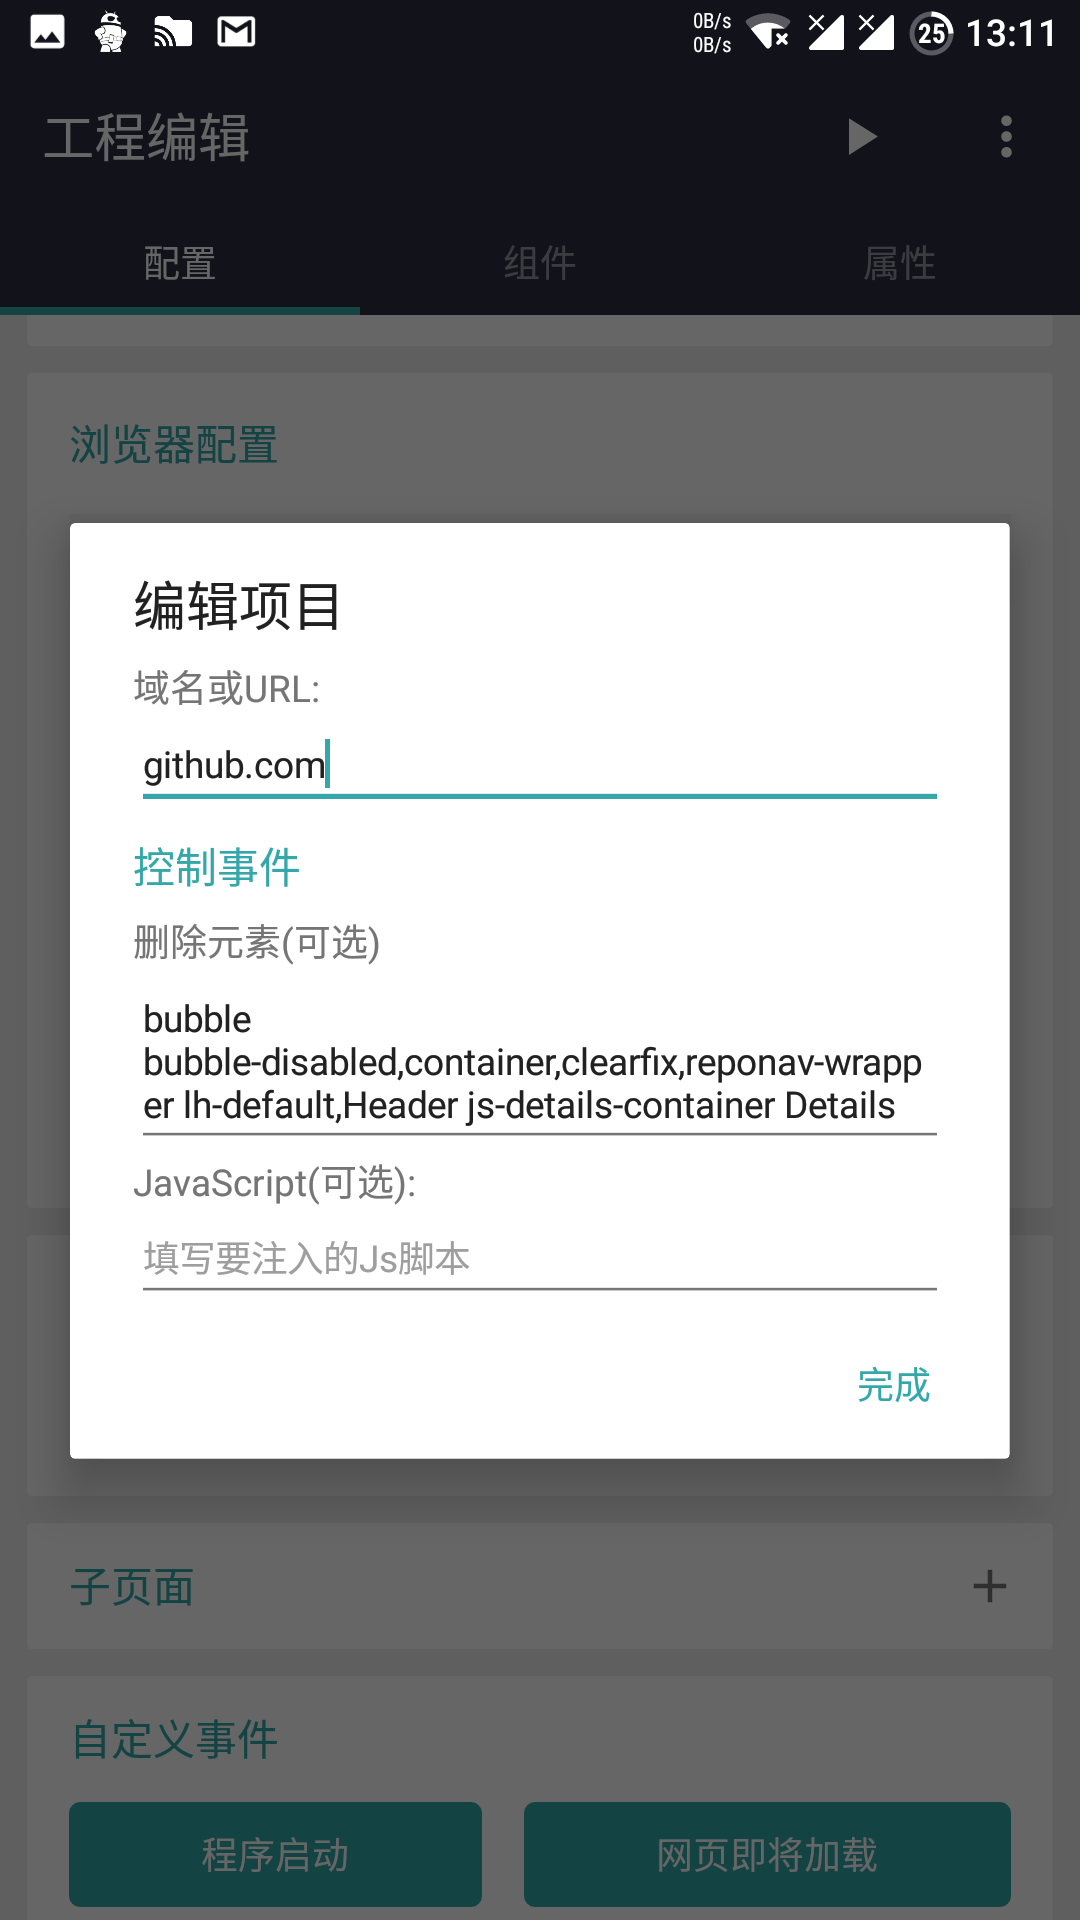 0B/s
0B/s
25
13:11
工程编辑
配置
组件
属性
浏览器配置
编辑项目
域名或URL:
github.com
控制事件
删除元素(可选)
bubble
bubble-disabled,container,clearfix,reponav-wrapp
er lh-default,Header js-details-container Details
JavaScript(可选):
填写要注入的Js脚本
完成
子页面
自定义事件
程序启动
网页即将加载